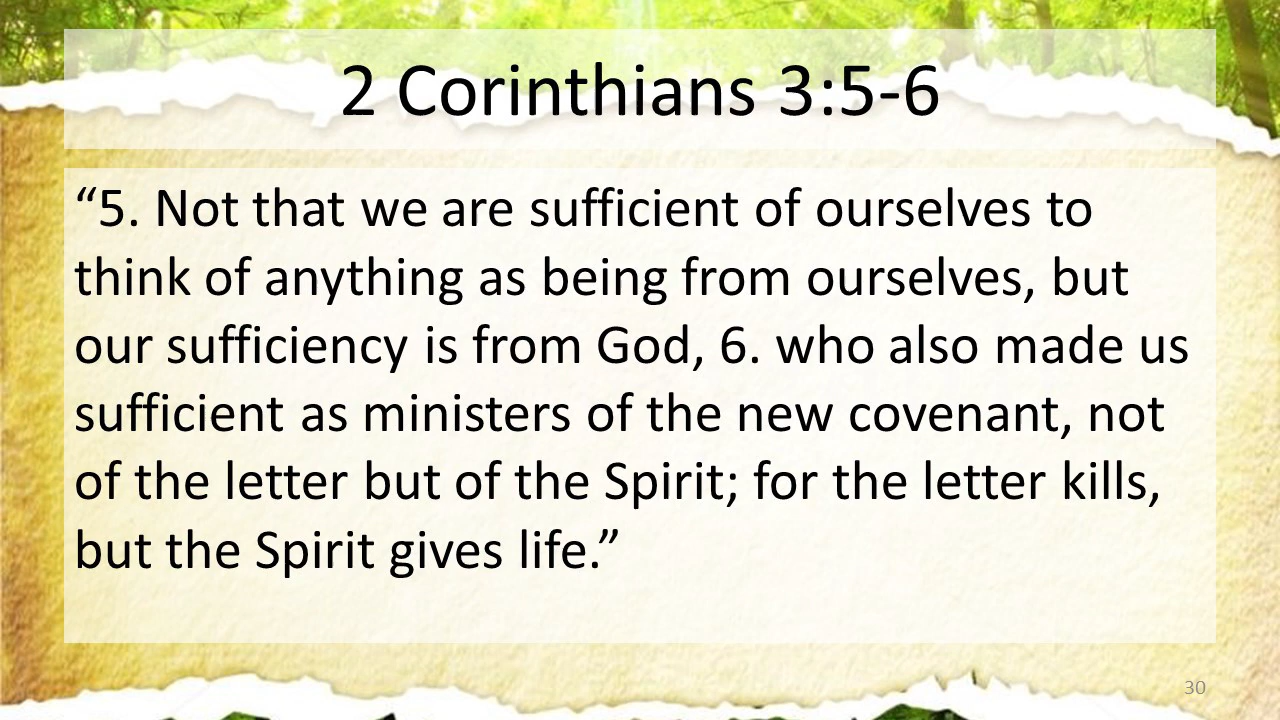 2 Corinthians 3:5-6
“5. Not that we are sufficient of ourselves to
think of anything as being from ourselves, but
our sufficiency is from God, 6. who also made us
sufficient as ministers of the new covenant, not
of the letter but of the Spirit; for the letter kills,
but the Spirit gives life.”
30